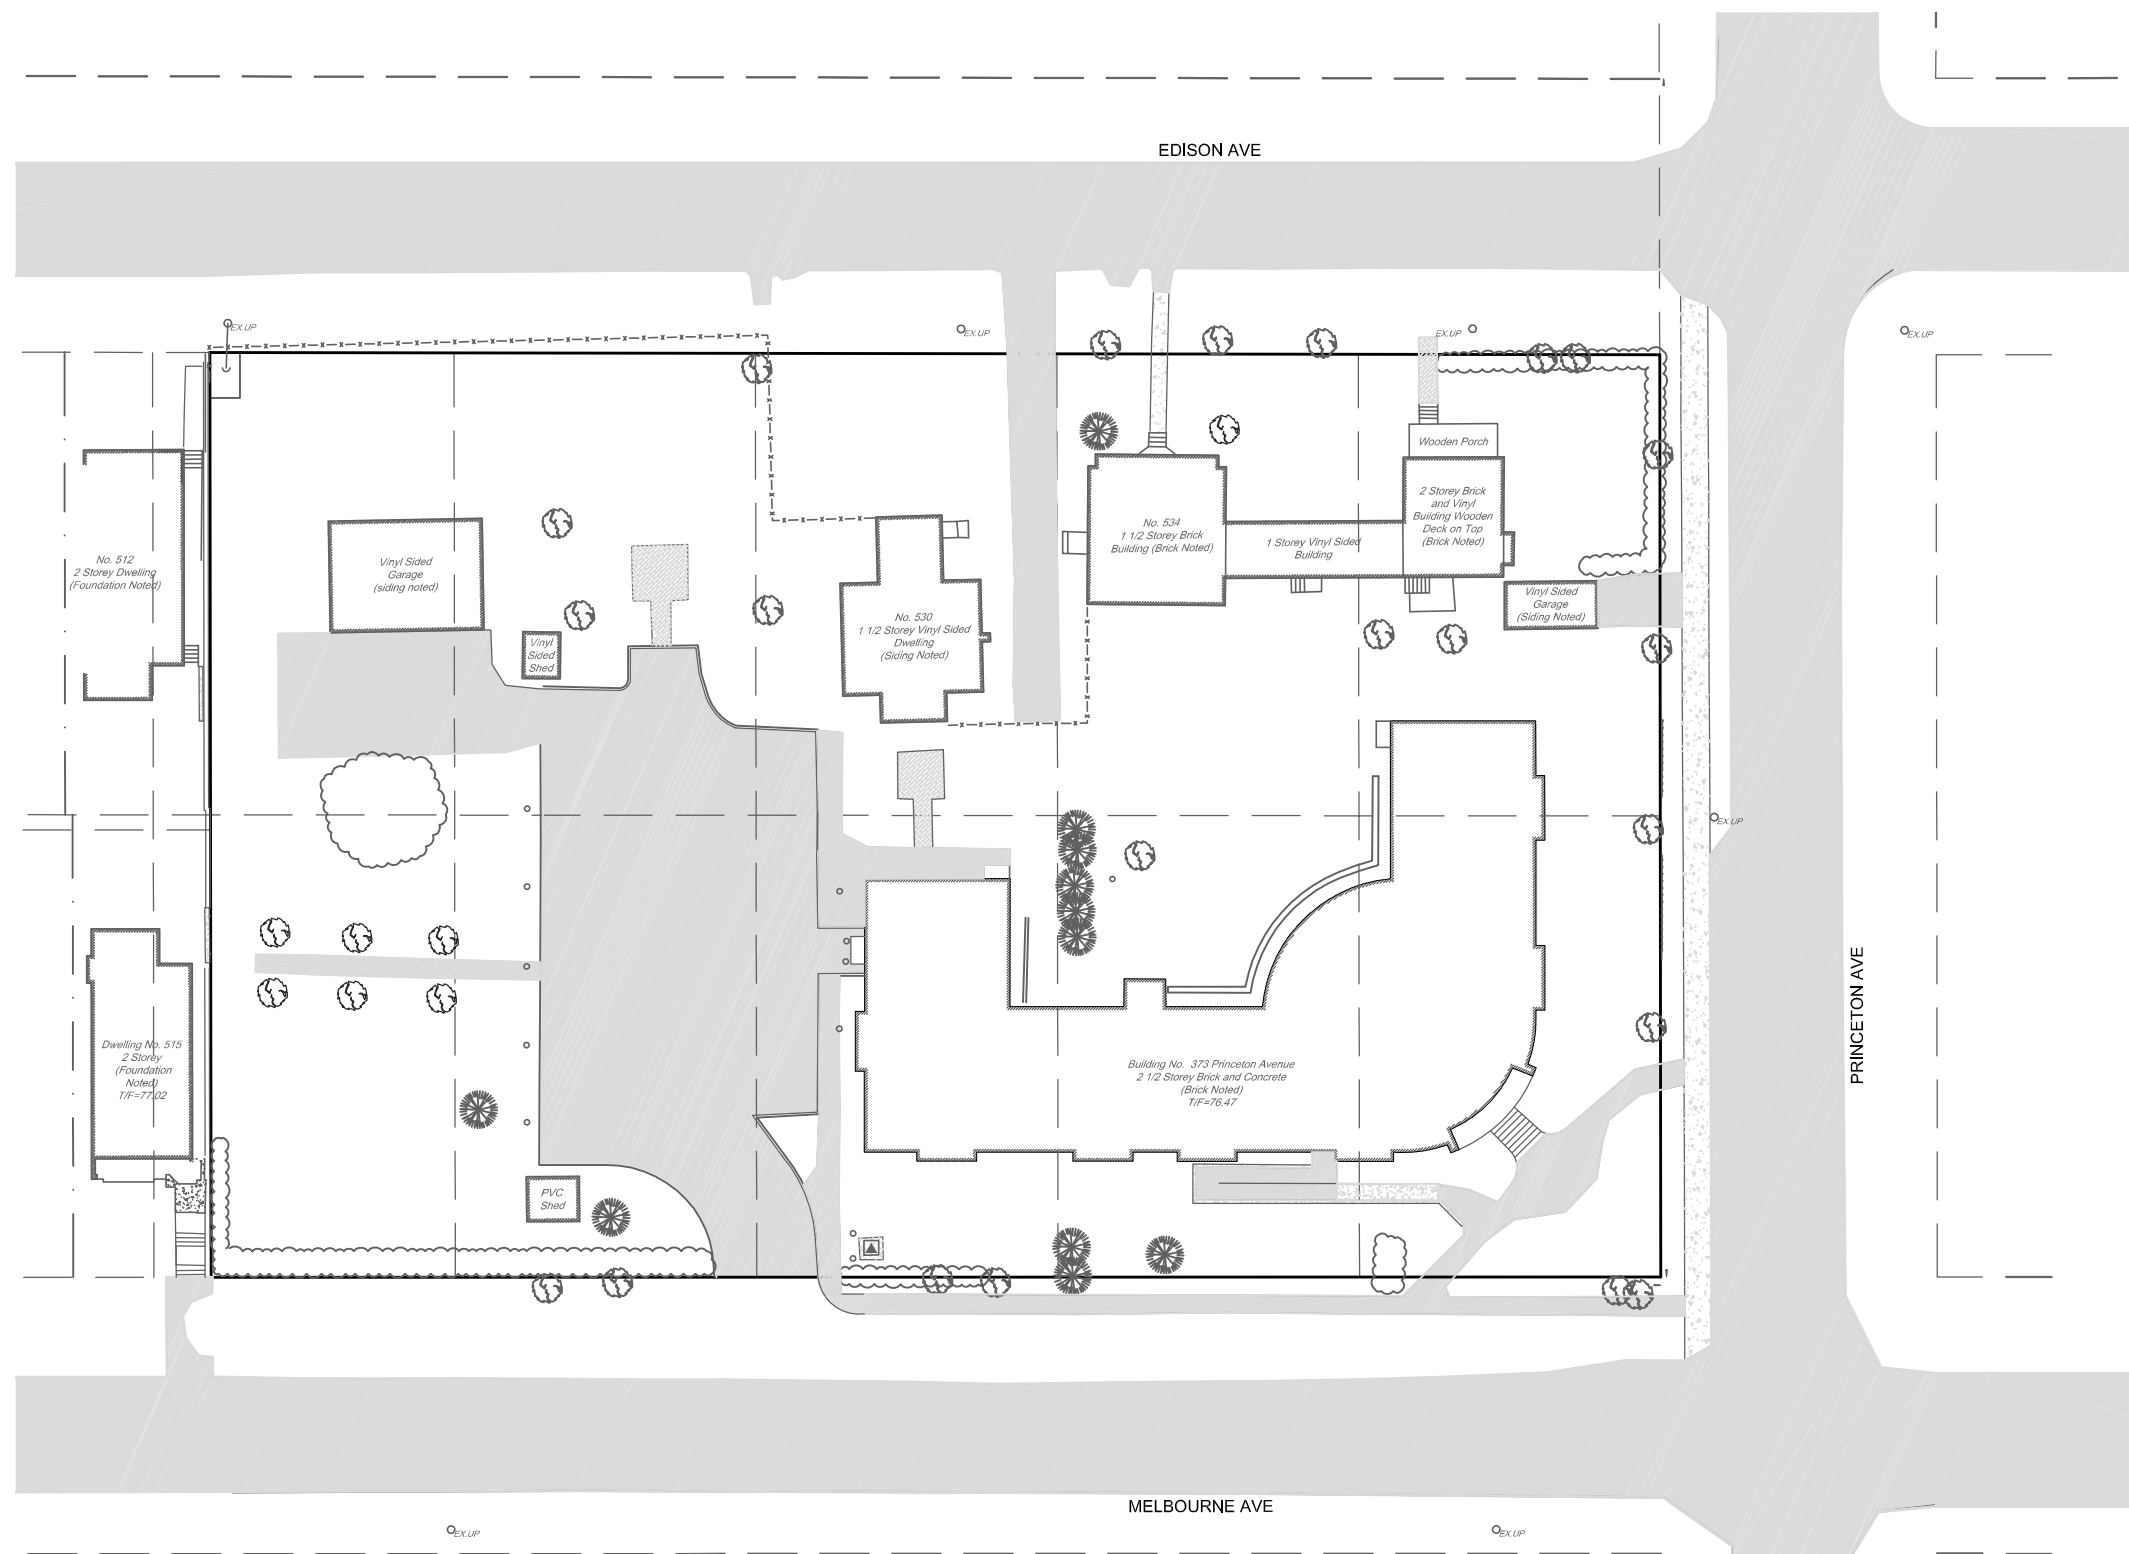 EDISON AVE
EX.UP
EX.UP
EX.UP
EX.UP
Wooden Porch
No. 512
2 Storey Dwelling
(Foundation Noted)
Vinyl Sided
Garage
(siding noted)
Vinyl
Sided
Shed
No. 530
1 1/2 Storey Vinyl Sided
Dwelling
(Siding Noted)
No. 534
1 1/2 Storey Brick
Building (Brick Noted)
1 Storey Vinyl Sided
Building
2 Storey Brick
and Vinyl
Building Wooden
Deck on Top
(Brick Noted)
Vinyl Sided
Garage
(Siding Noted)
EX.UP
PRINCETON AVE
Dwelling No. 515
2 Storey
(Foundation
Noted)
T/F=77.02
Building No. 373 Princeton Avenue
2 1/2 Storey Brick and Concrete
(Brick Noted)
T/F=76.47
PVC
Shed
MELBOURNE AVE
EX.UP
EX.UP